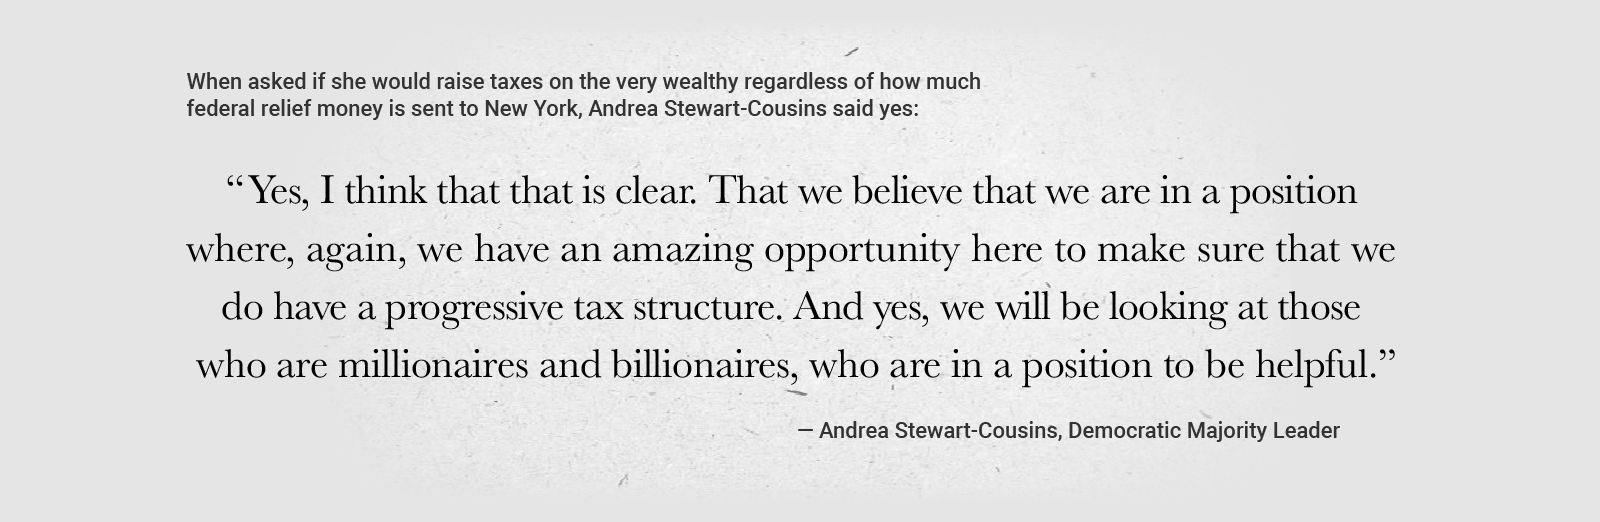 When asked if she would raise taxes on the very wealthy regardless of how much
federal relief money is sent to New York, Andrea Stewart-Cousins said yes:
“Yes, I think that that is clear. That we believe that we are in a position
where, again, we have an amazing opportunity here to make sure that we
do have a progressive tax structure. And yes, we will be looking at those
who are millionaires and billionaires, who are in a position to be helpful.”
— Andrea Stewart-Cousins, Democratic Majority Leader